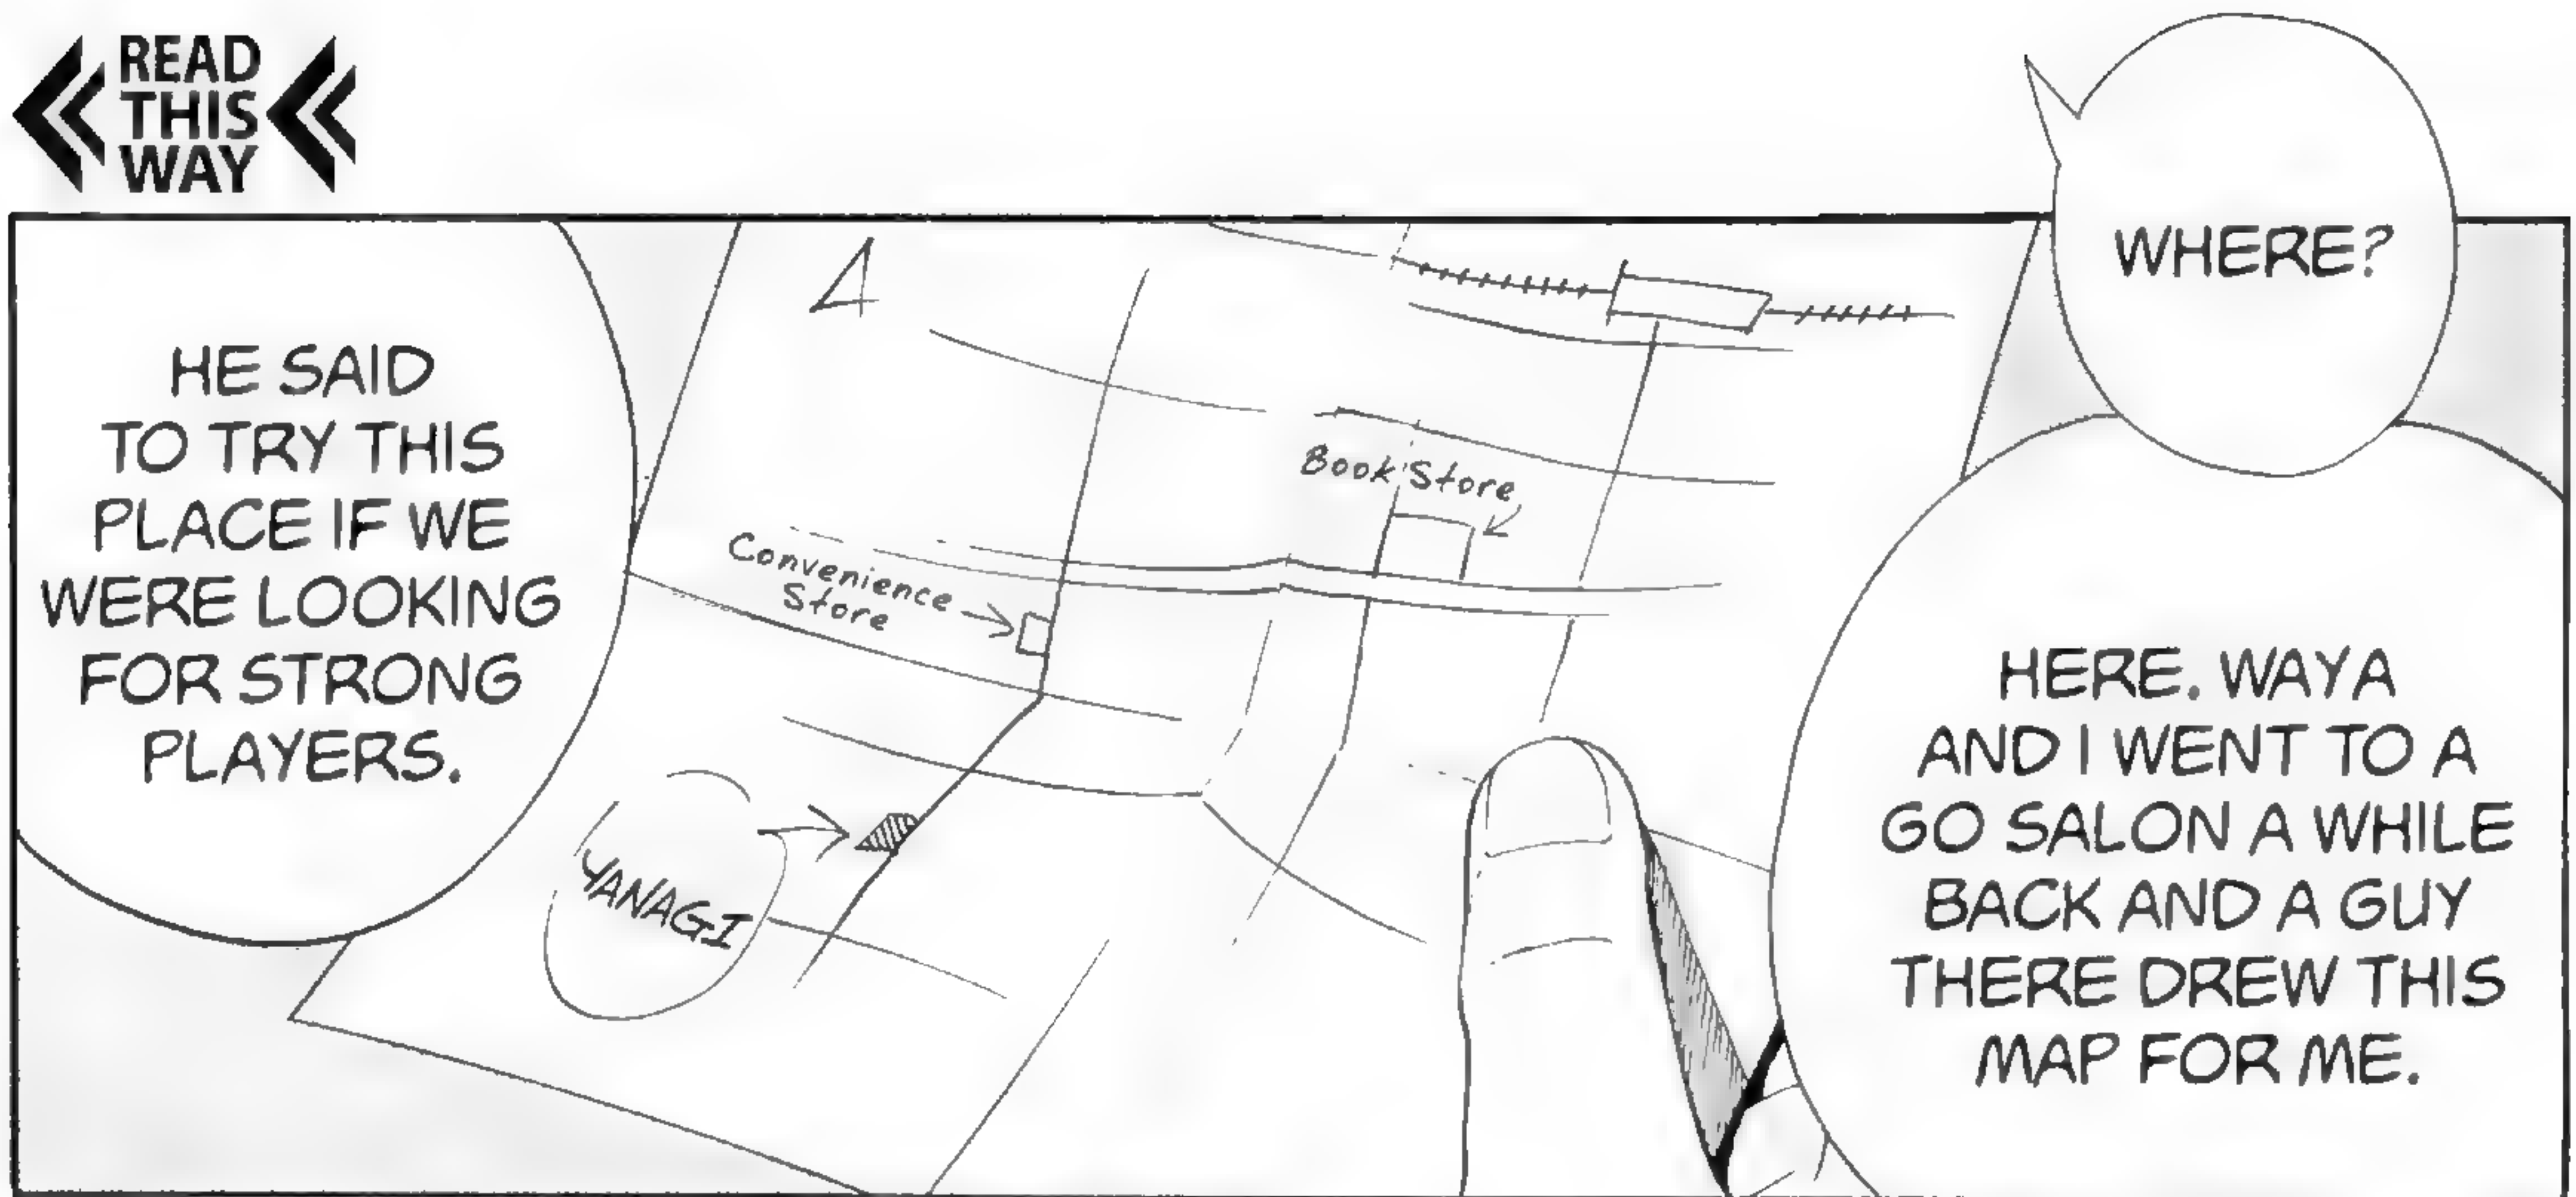 READ
THIS
WAY
WHERE?
HERE. WAYA
AND I WENT TO A
GO SALON A WHILE
BACK AND A GUY
THERE DREW THIS
MAP FOR ME.
Book Store
Convenience
Store
YANAGI
HE SAID
TO TRY THIS
PLACE IF WE
WERE LOOKING
FOR STRONG
PLAYERS.